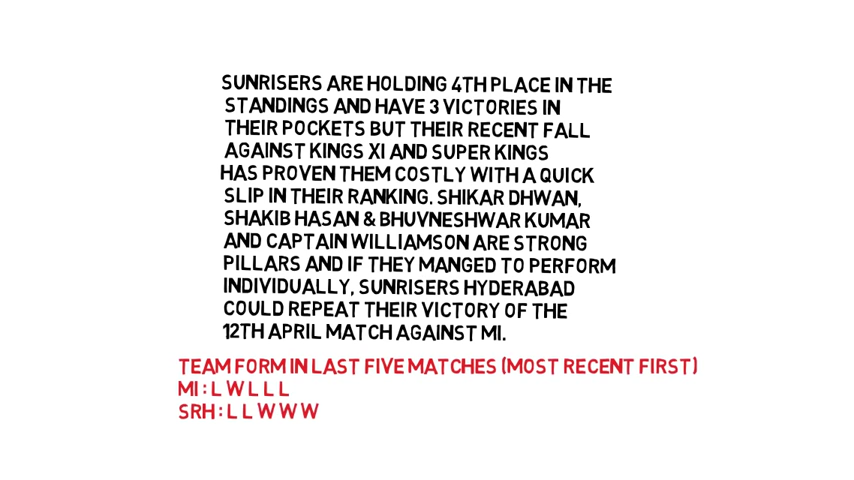 SUNRISERS ARE HOLDING 4TH PLACE IN THE
STANDINGS AND HAVE 3 VICTORIES IN
THEIR POCKETS BUT THEIR RECENT FALL
AGAINST KINGS XI AND SUPER KINGS
HAS PROVEN THEM COSTLY WITH A QUICK
SLIP IN THEIR RANKING. SHIKAR DHWAN,
SHAKIB HASAN & BHUVNESHWAR KUMAR
AND CAPTAIN WILLIAMSON ARE STRONG
PILLARS AND IF THEY MANGED TO PERFORM
INDIVIDUALLY, SUNRISERS HYDERABAD
COULD REPEAT THEIR VICTORY OF THE
12TH APRIL MATCH AGAINST MI.
TEAM FORM IN LAST FIVE MATCHES (MOST RECENT FIRST)
MI : L W L L L
SRH : L L W W W